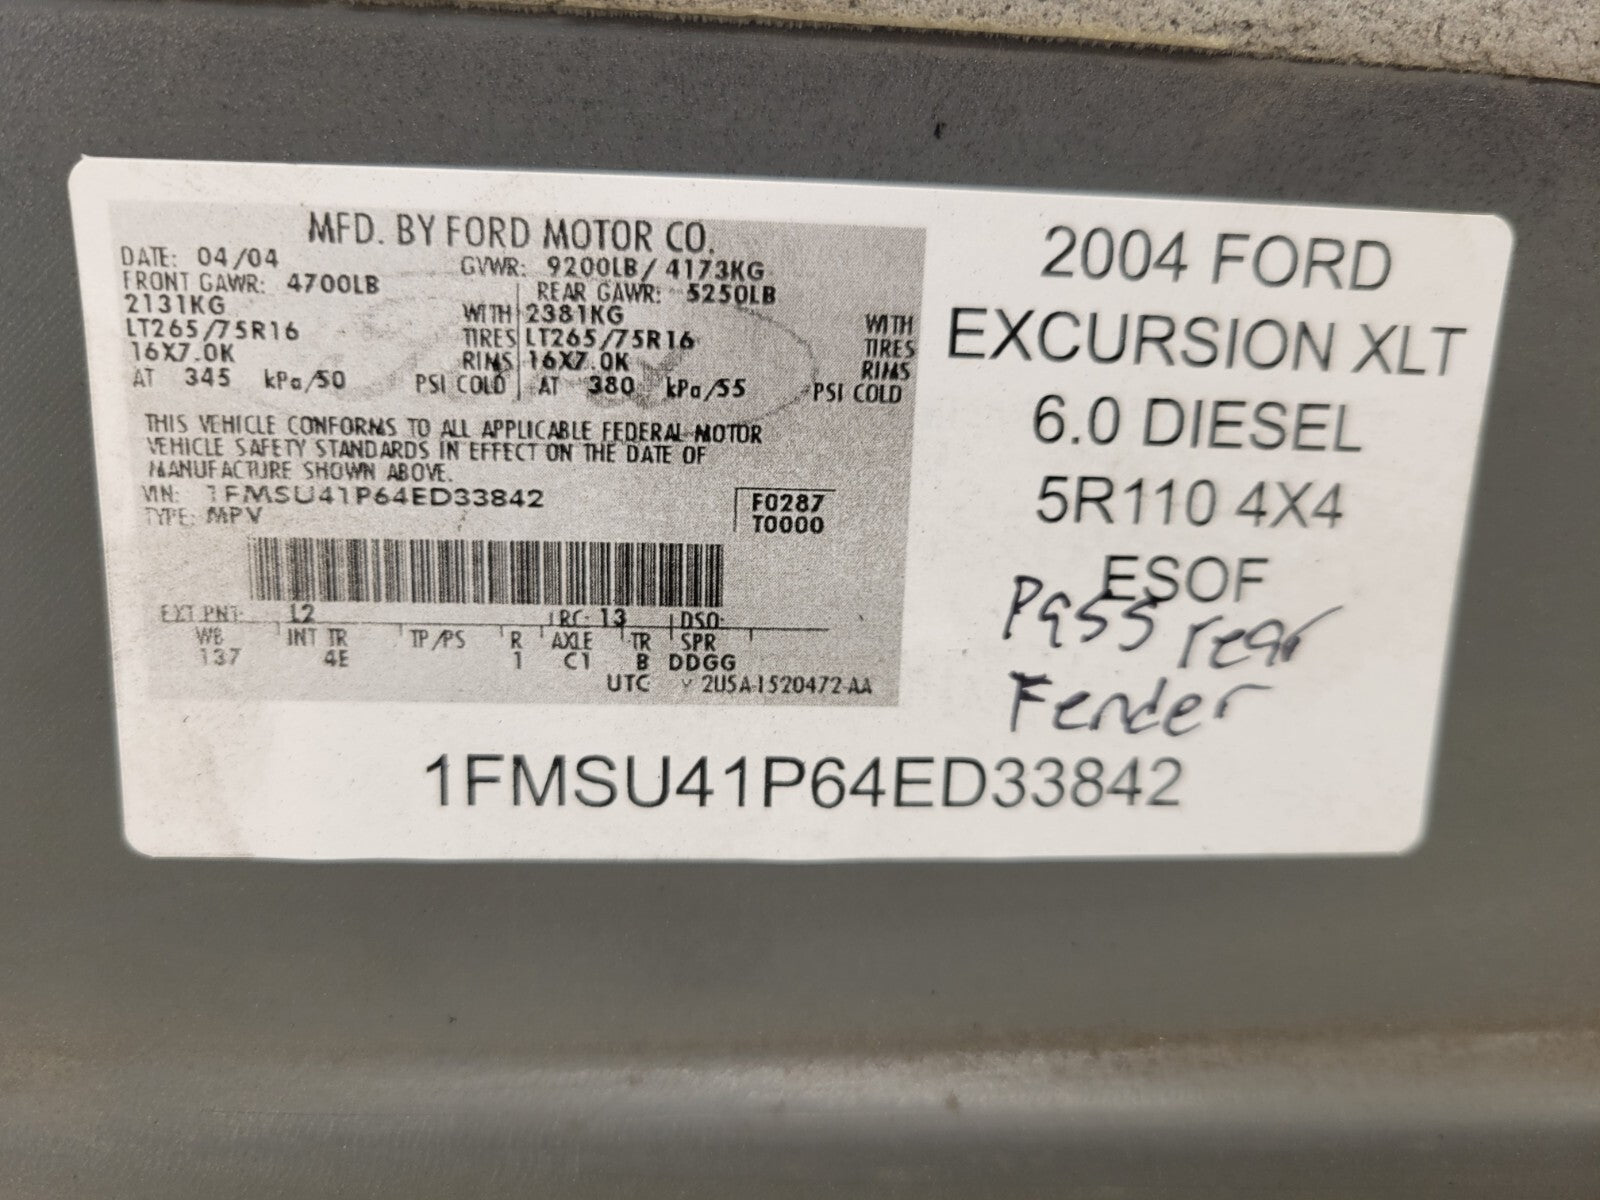 MFD. BY FORD MOTOR CO.
DATE: 04/04 GVWR: 9200LB/ 4173KG
FRONT GAWR: 4700LB REAR GAWR: 5250LB
2131KG WITH 2381KG WITH
LT265/75R16 TIRES LT265/75R16 TIRES
16X7.0K RIMS 16X7.0K RIMS
AT 345 kPa/50 PSI COLD AT 380 kPa/55 PSI COLD
THIS VEHICLE CONFORMS TO ALL APPLICABLE FEDERAL MOTOR
VEHICLE SAFETY STANDARDS IN EFFECT ON THE DATE OF
MANUFACTURE SHOWN ABOVE.
VIN: 1FMSU41P64ED33842 F0287
TYPE: MPV T0000
EXT PNT: L2 RC: 13 DSO:
WB INT TR TP/PS R AXLE TR SPR
137 4E 1 C1 B DDGG
UTC 2U5A-1520472-AA
2004 FORD
EXCURSION XLT
6.0 DIESEL
5R110 4X4
ESOF
Pass rear
Fender
1FMSU41P64ED33842